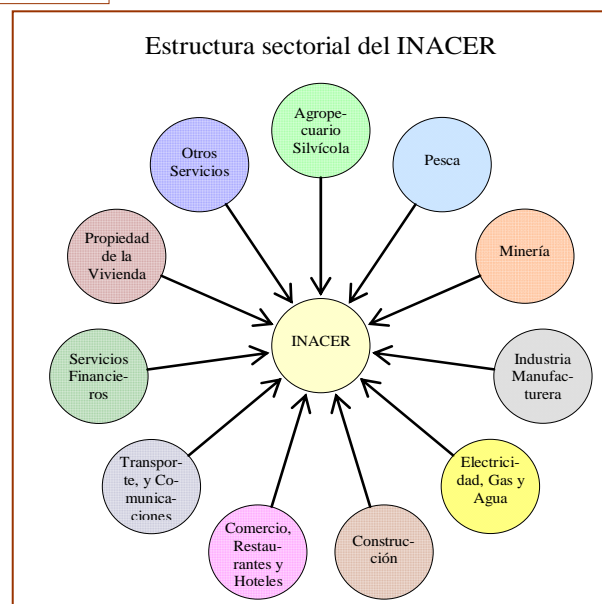 Estructura sectorial del INACER
Agrope-
cuario
Silvícola
Pesca
Minería
Industria
Manufac-
turera
Electrici-
dad, Gas y
Agua
Construc-
ción
Comercio,
Restau-
rantes y
Hoteles
Transpor-
te, y Co-
munica-
ciones
Servicios
Financie-
ros
Propiedad
de la
Vivienda
Otros
Servicios
INACER